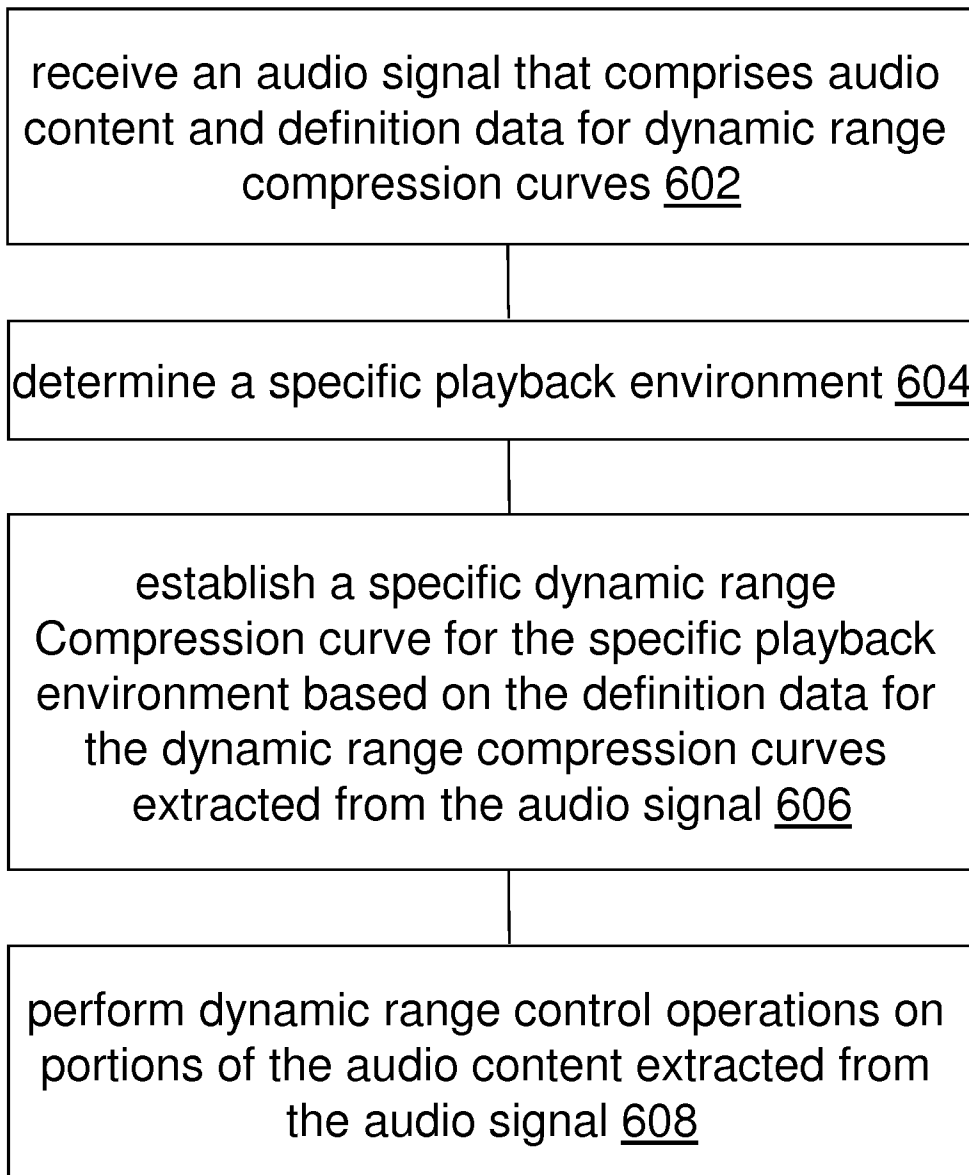 receive an audio signal that comprises audio
content and definition data for dynamic range
compression curves 602
determine a specific playback environment 604
establish a specific dynamic range
Compression curve for the specific playback
environment based on the definition data for
the dynamic range compression curves
extracted from the audio signal 606
perform dynamic range control operations on
portions of the audio content extracted from
the audio signal 608